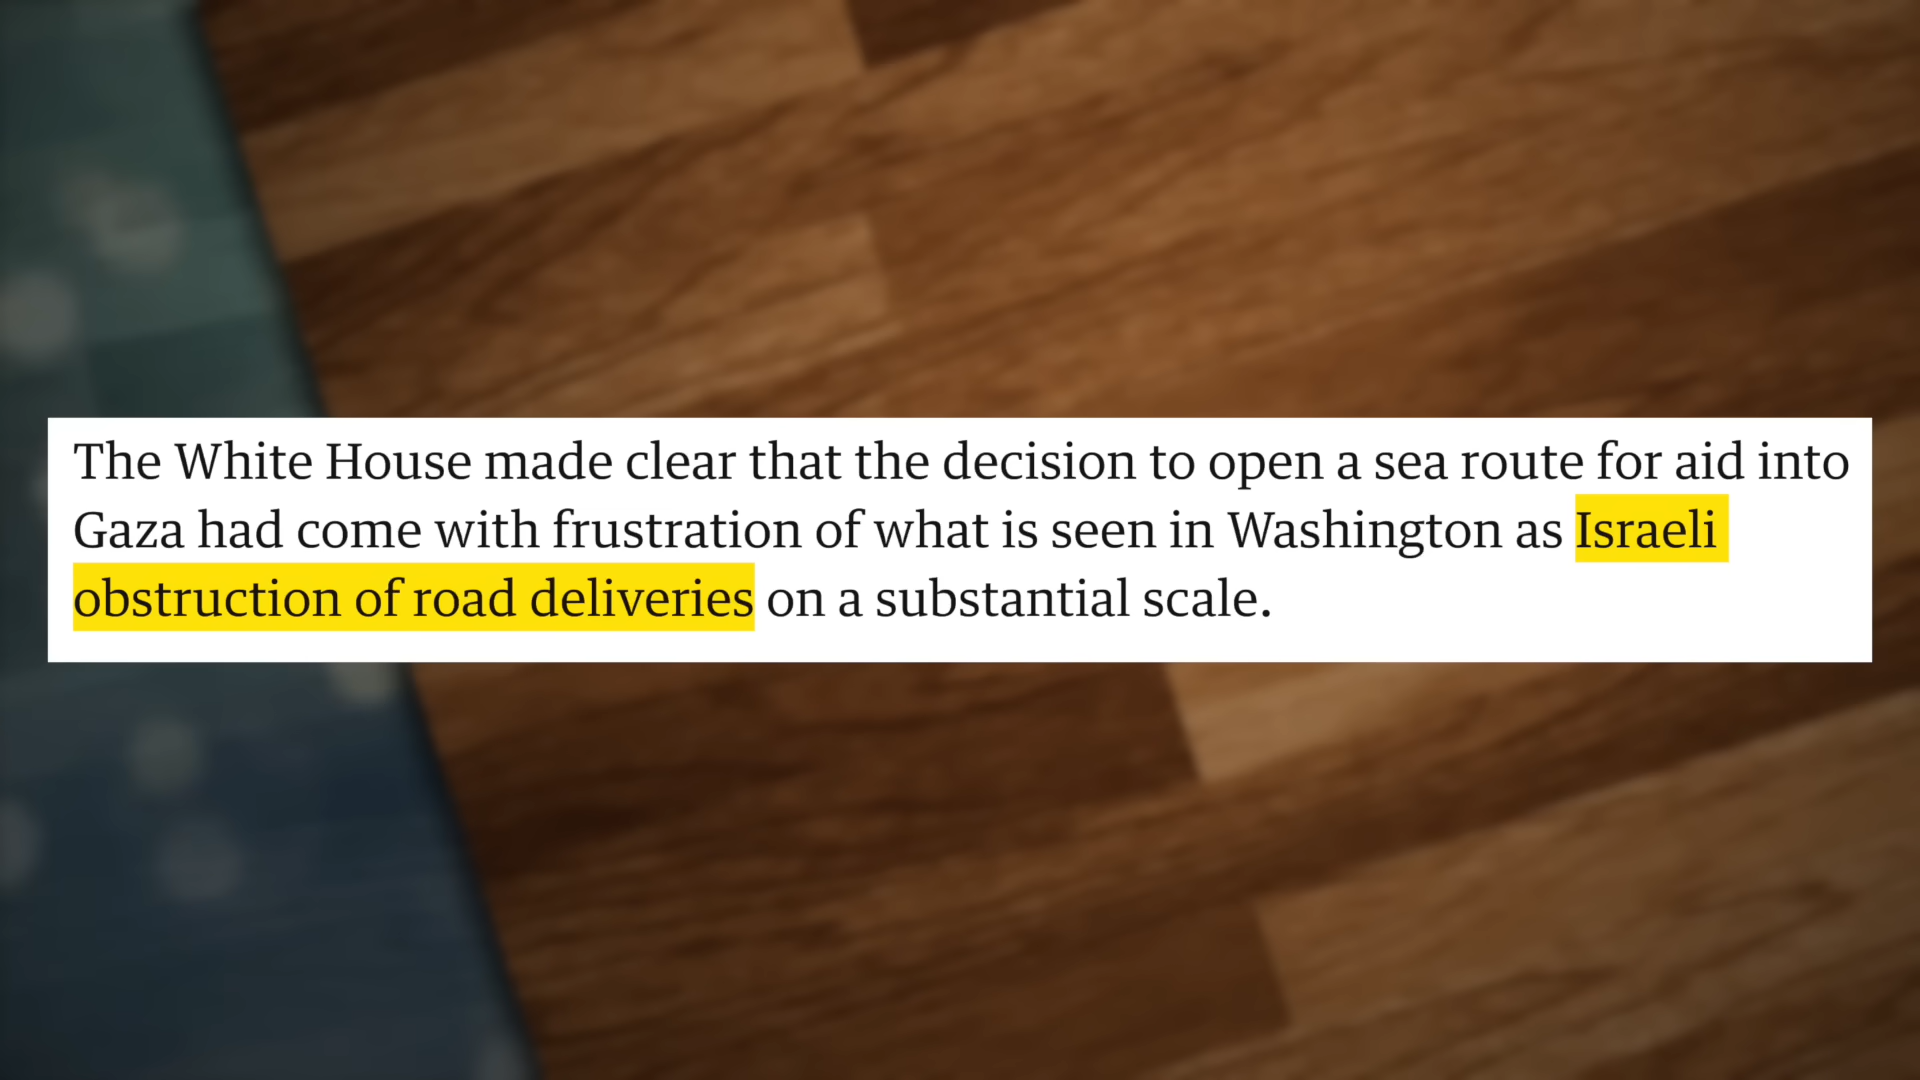 The White House made clear that the decision to open a sea route for aid into
Gaza had come with frustration of what is seen in Washington as Israeli
obstruction of road deliveries on a substantial scale.